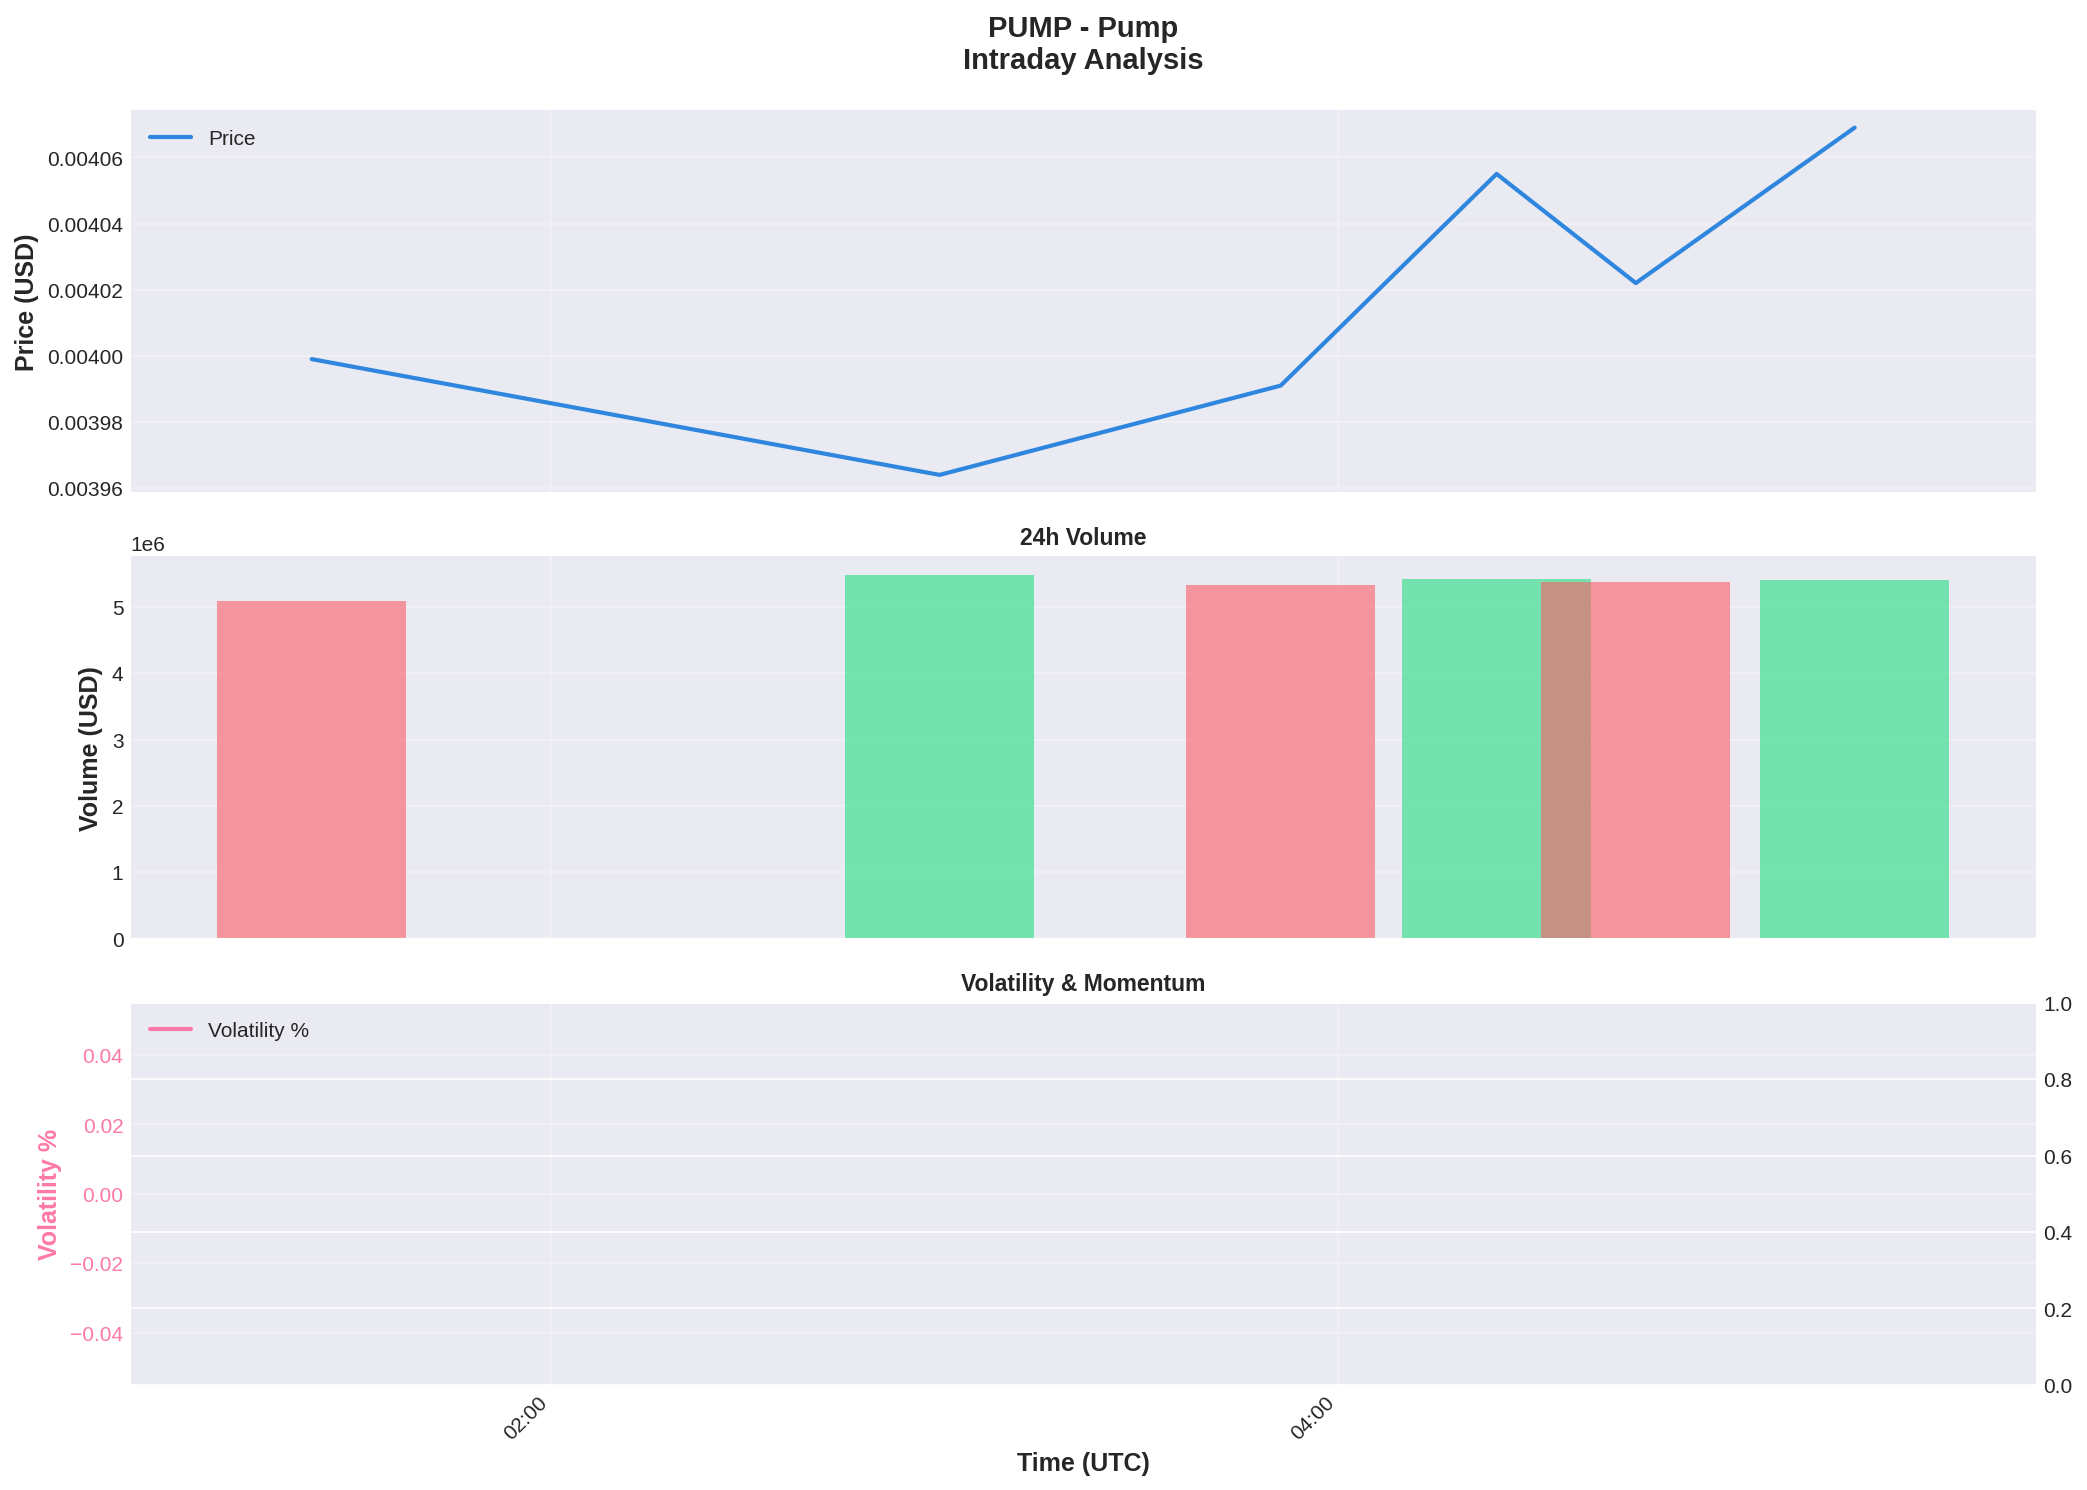 PUMP - Pump
Intraday Analysis
Price
0.00406
0.00404
0.00402
0.00400
0.00398
0.00396
Price (USD)
24h Volume
1e6
5
4
3
2
1
0
Volume (USD)
Volatility & Momentum
Volatility %
0.04
0.02
0.00
−0.02
−0.04
Volatility %
1.0
0.8
0.6
0.4
0.2
0.0
02:00
04:00
Time (UTC)